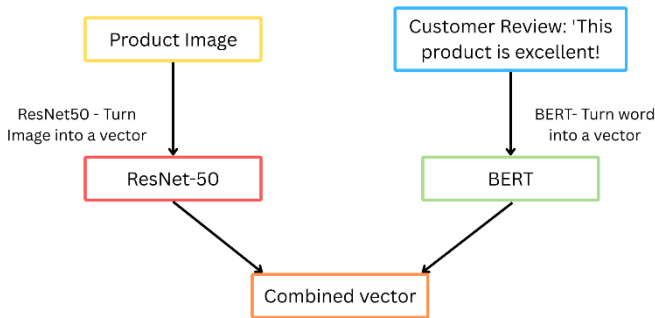 Product Image
Customer Review: 'This
product is excellent!
ResNet50 - Turn
Image into a vector
BERT- Turn word
into a vector
ResNet-50
BERT
Combined vector